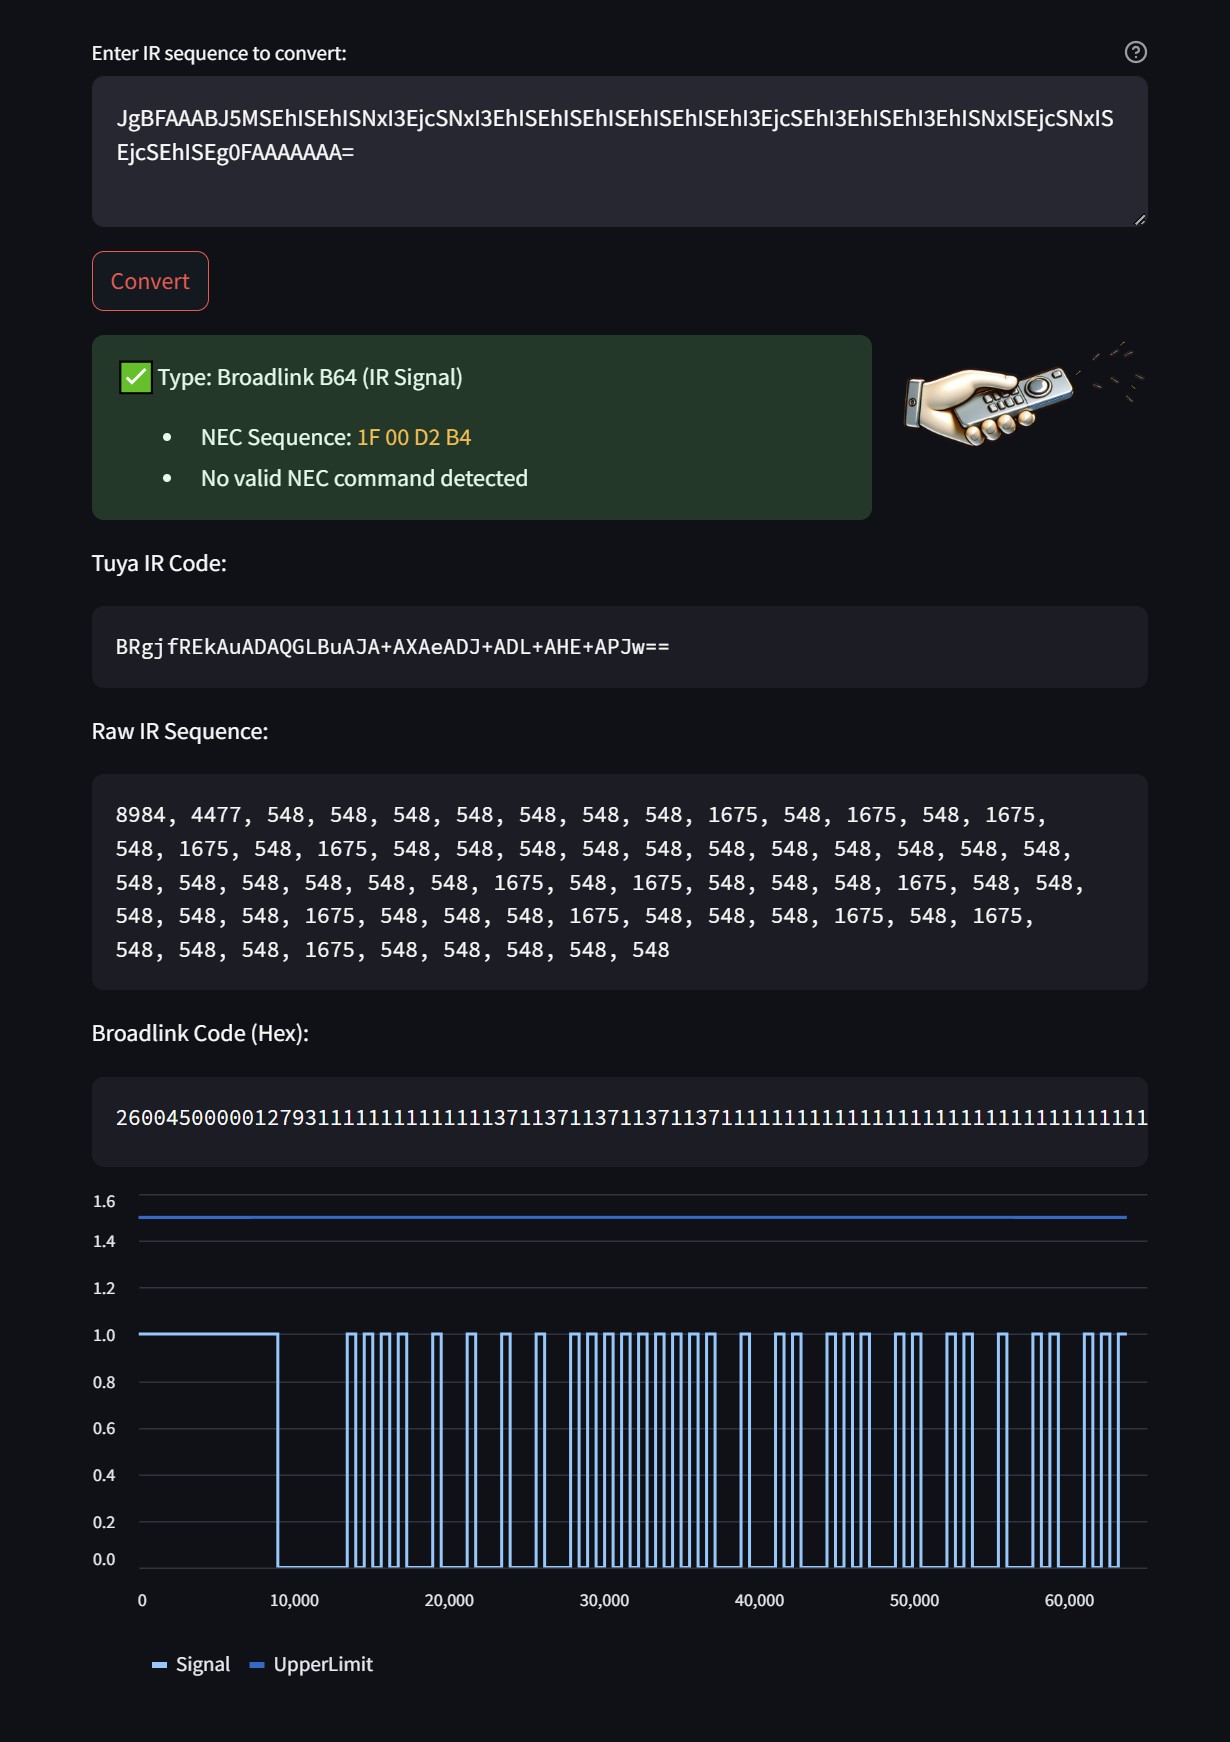 Enter IR sequence to convert:
JgBFAAABJ5MSEhISEhISNxI3EjcSNxI3EhISEhISEhISEhISEhISEhI3EjcSEhI3EhISEhI3EhISNxISEjcSNxIS
EjcSEhISEg0FAAAAAAA=
Convert
✅ Type: Broadlink B64 (IR Signal)
• NEC Sequence: 1F 00 D2 B4
• No valid NEC command detected
Tuya IR Code:
BRgjfREkAuADAQGLBuAJA+AXAeADJ+ADL+AHE+APJw==
Raw IR Sequence:
8984, 4477, 548, 548, 548, 548, 548, 548, 548, 1675, 548, 1675, 548, 1675,
548, 1675, 548, 1675, 548, 548, 548, 548, 548, 548, 548, 548, 548, 548, 548,
548, 548, 548, 548, 548, 548, 1675, 548, 1675, 548, 548, 548, 1675, 548, 548,
548, 548, 548, 1675, 548, 548, 548, 1675, 548, 548, 548, 1675, 548, 1675,
548, 548, 548, 1675, 548, 548, 548, 548, 548
Broadlink Code (Hex):
2600450000012793111111111111113711371137113711371111111111111111111111111111111111
1.6
1.4
1.2
1.0
0.8
0.6
0.4
0.2
0.0
0 10,000 20,000 30,000 40,000 50,000 60,000
Signal UpperLimit